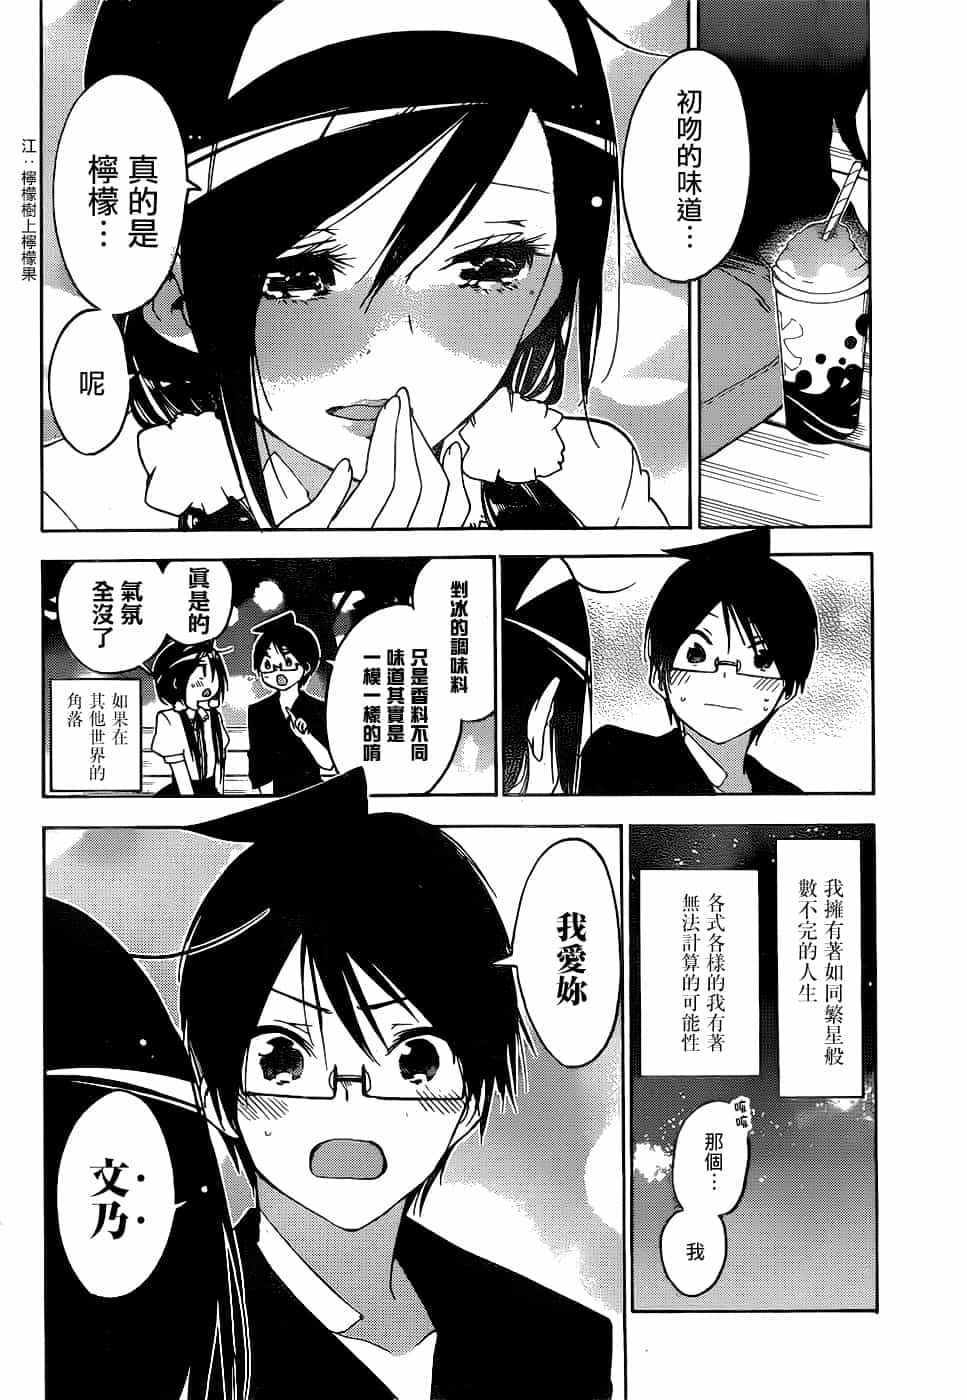 初吻的味道…
真的是
檸檬…
呢
江：檸檬樹上檸檬果
剉冰的調味料
只是香料不同
味道其實是
一模一樣的唷
真是的
氣氛
全沒了
如果在
其他世界的
角落
我擁有著如同繁星般
數不完的人生
各式各樣的我有著
無法計算的可能性
咳咳
那個…
我
我愛妳
文乃